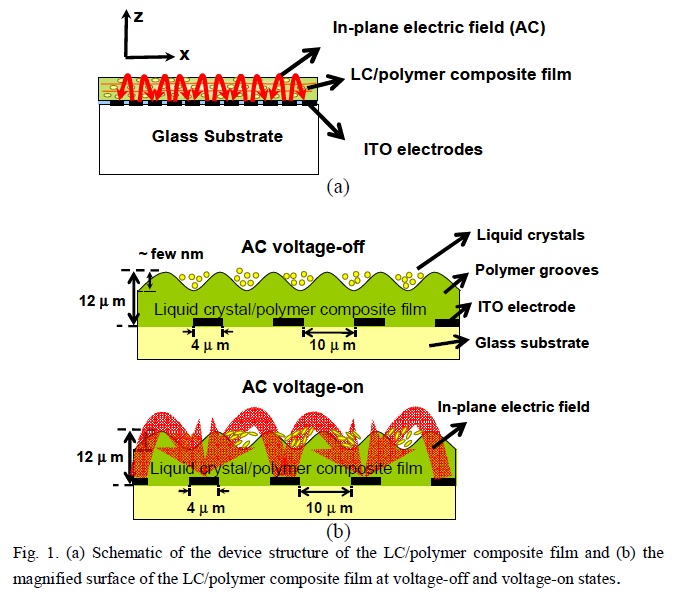 z
x
In-plane electric field (AC)
LC/polymer composite film
Glass Substrate
ITO electrodes
(a)
AC voltage-off
~ few nm
Liquid crystals
Polymer grooves
12 μ m
Liquid crystal/polymer composite film
ITO electrode
4 μ m
10 μ m
Glass substrate
AC voltage-on
In-plane electric field
12 μ m
Liquid crystal/polymer composite film
4 μ m
10 μ m
(b)
Fig. 1. (a) Schematic of the device structure of the LC/polymer composite film and (b) the
magnified surface of the LC/polymer composite film at voltage-off and voltage-on states.